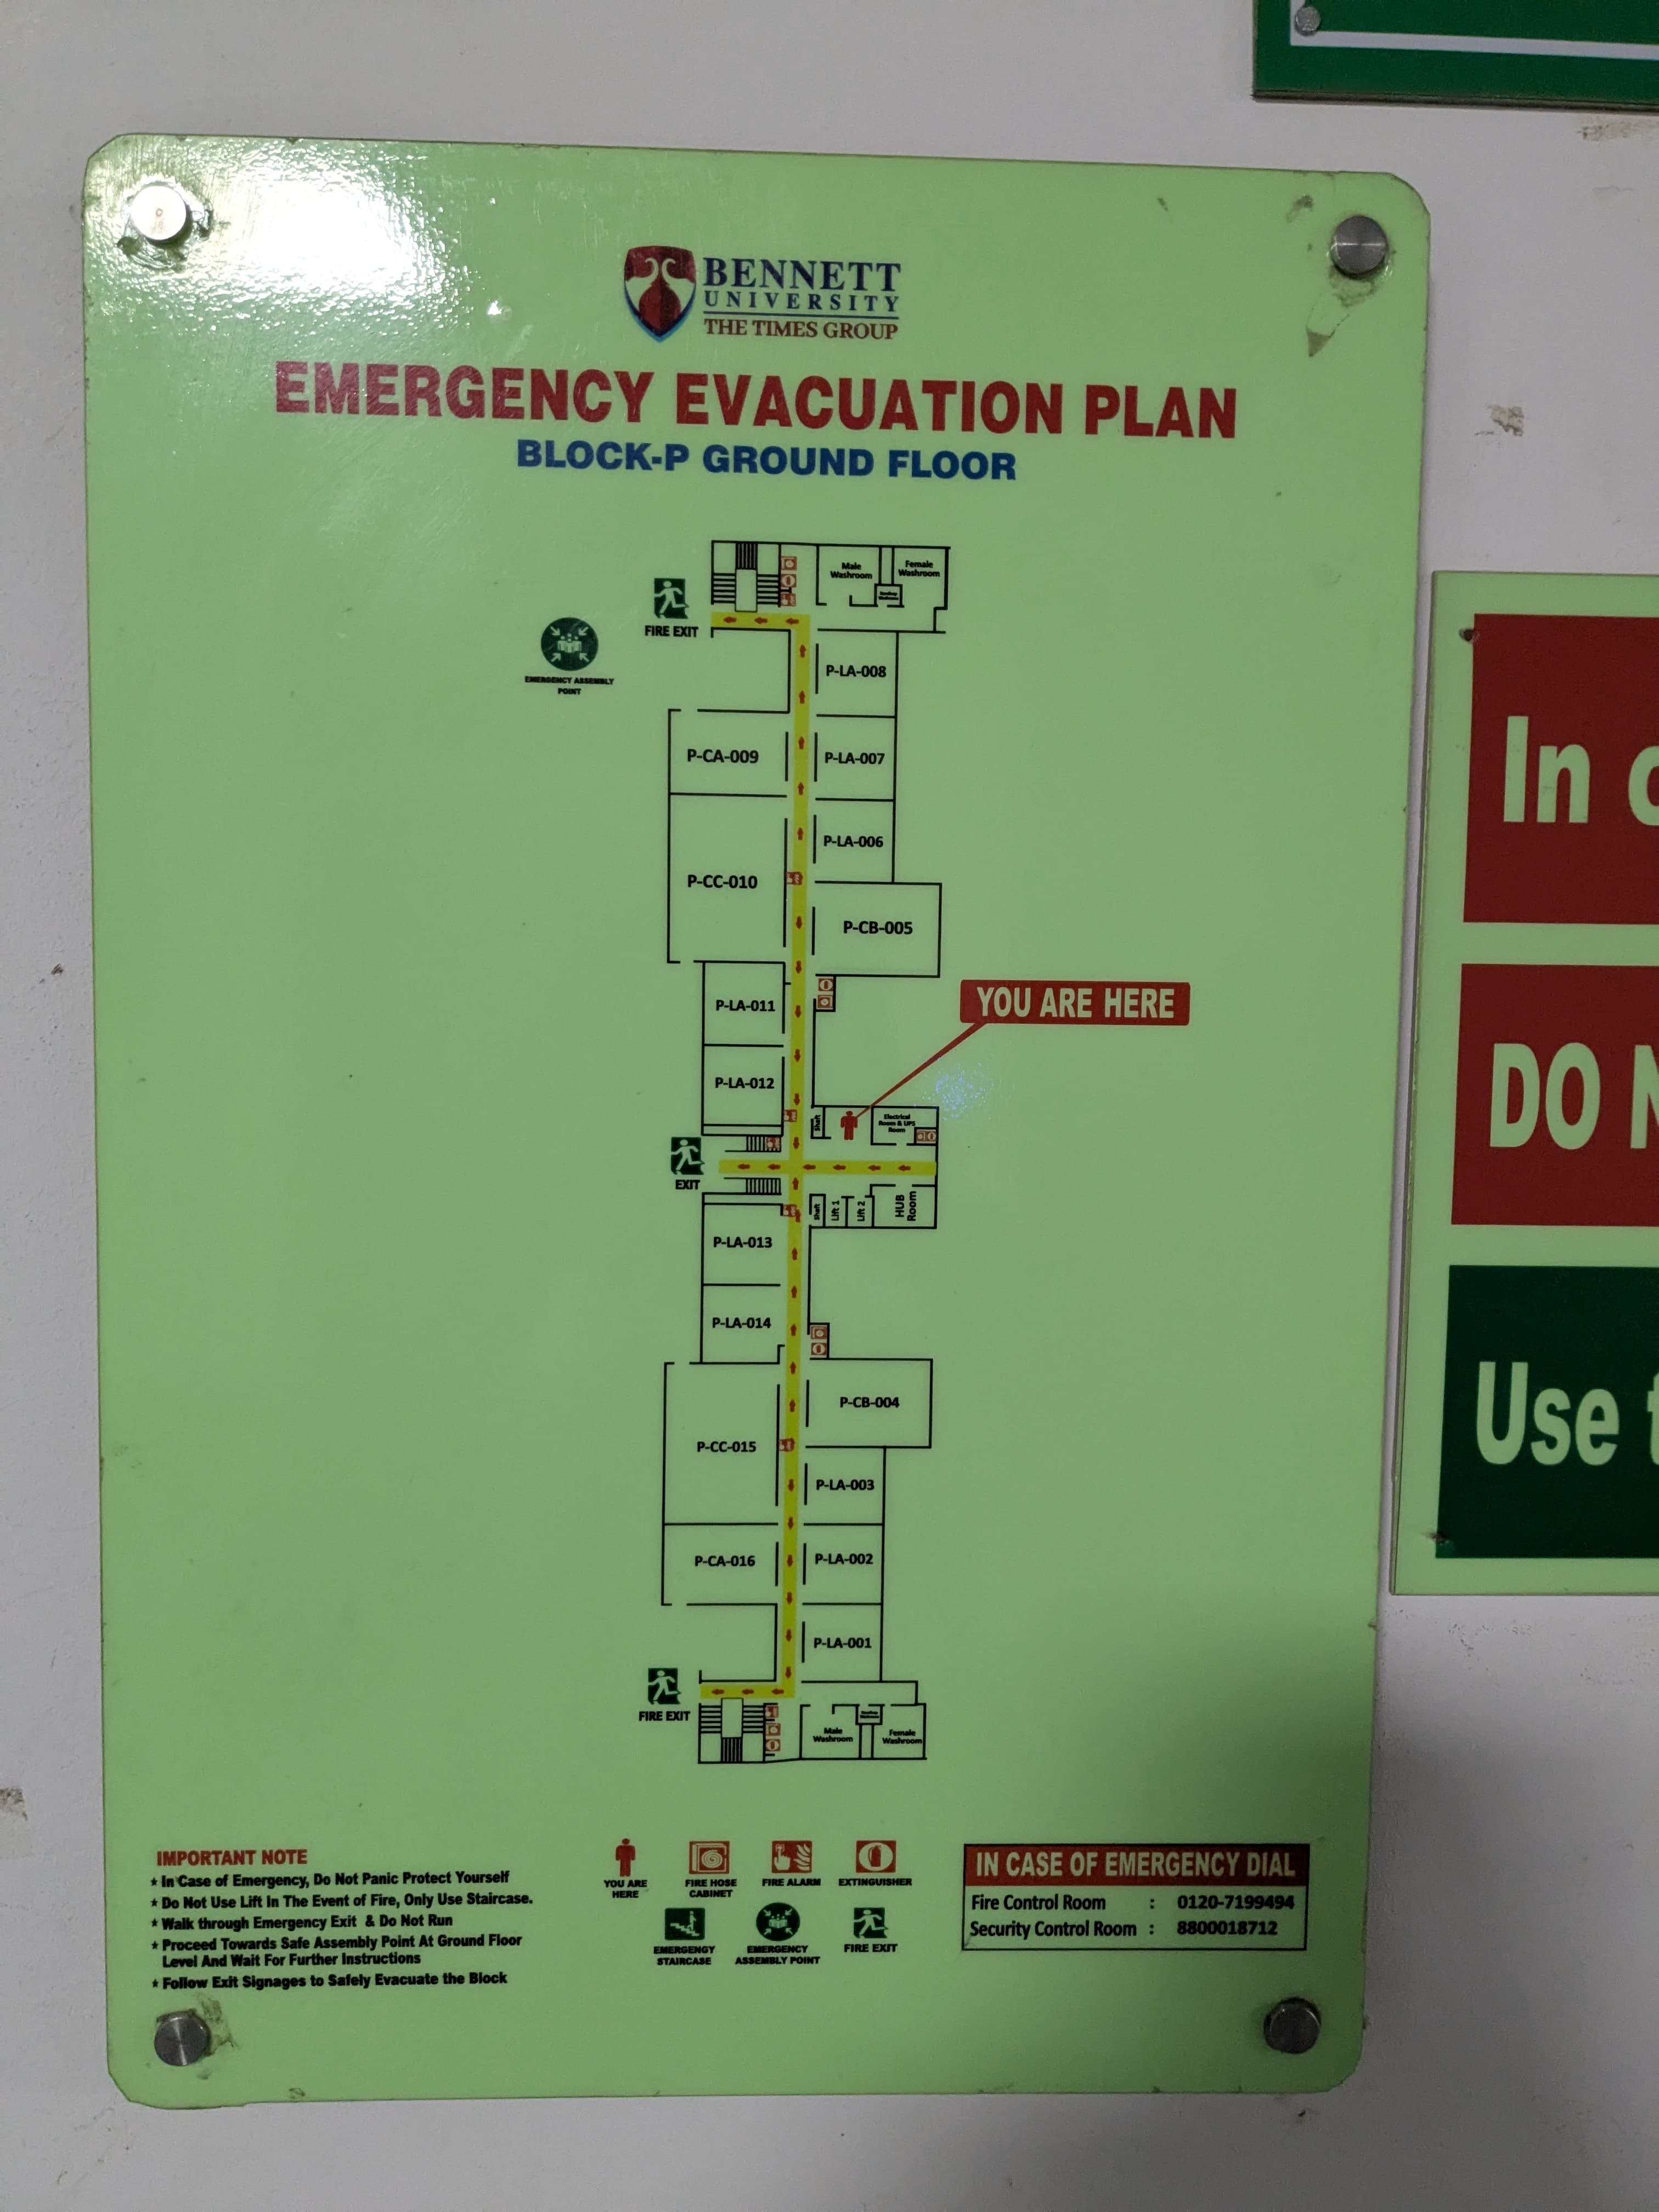 BENNETT
UNIVERSITY
THE TIMES GROUP
EMERGENCY EVACUATION PLAN
BLOCK-P GROUND FLOOR
Male
Washroom
Female
Washroom
FIRE EXIT
EMERGENCY ASSEMBLY
POINT
P-LA-008
P-CA-009
P-LA-007
P-LA-006
P-CC-010
P-CB-005
P-LA-011
YOU ARE HERE
P-LA-012
Shaft
Electrical
Room & UPS
Room
EXIT
Shaft
Lift 1
Lift 2
HUB
Room
P-LA-013
P-LA-014
P-CB-004
P-CC-015
P-LA-003
P-CA-016
P-LA-002
P-LA-001
FIRE EXIT
Male
Washroom
Female
Washroom
IMPORTANT NOTE
* In Case of Emergency, Do Not Panic Protect Yourself
* Do Not Use Lift In The Event of Fire, Only Use Staircase.
* Walk through Emergency Exit & Do Not Run
* Proceed Towards Safe Assembly Point At Ground Floor
Level And Wait For Further Instructions
* Follow Exit Signages to Safely Evacuate the Block
YOU ARE
HERE
FIRE HOSE
CABINET
FIRE ALARM
EXTINGUISHER
EMERGENCY
STAIRCASE
EMERGENCY
ASSEMBLY POINT
FIRE EXIT
IN CASE OF EMERGENCY DIAL
Fire Control Room : 0120-7199494
Security Control Room : 8800018712
In
DO
Use